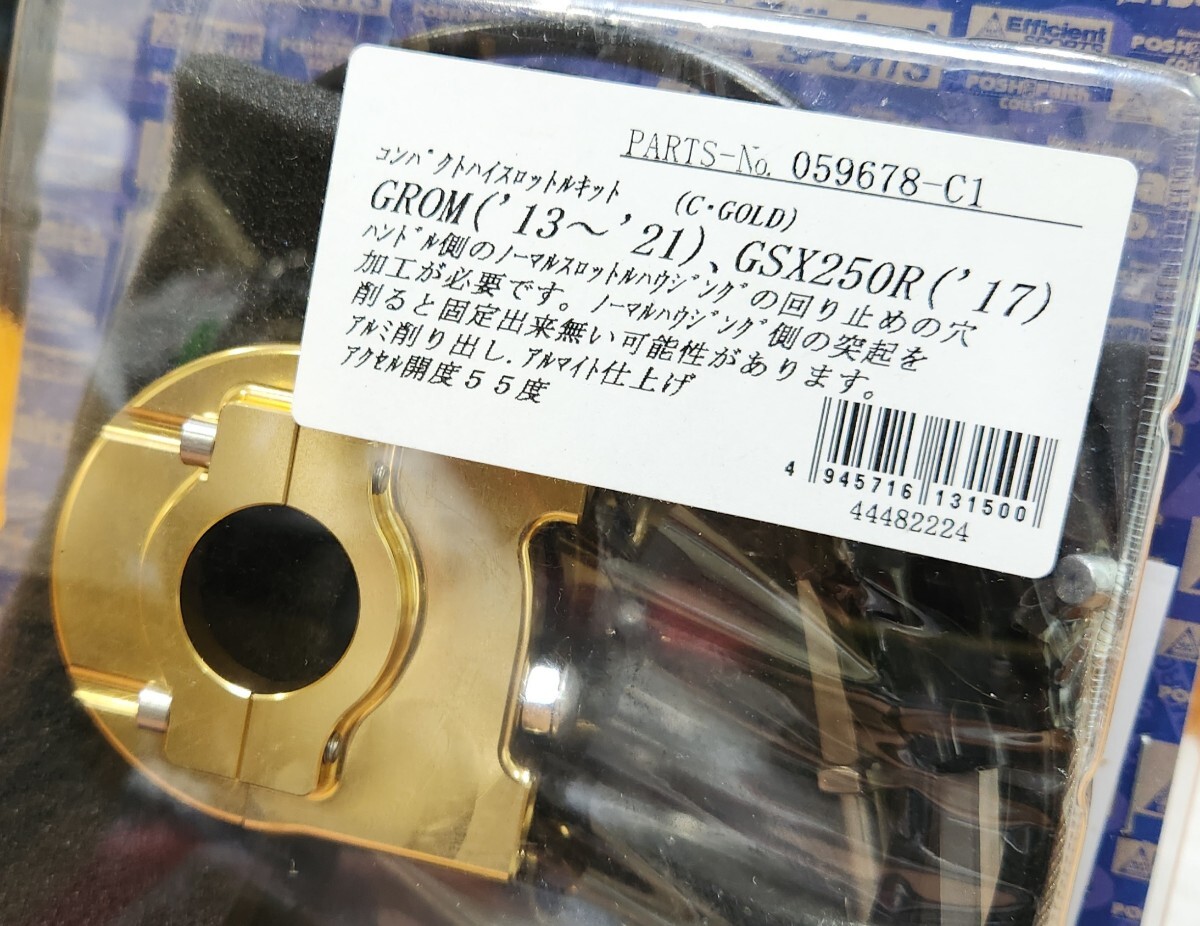 Efficient
SPORTS
POSH
POSH FAITH
PARTS-No. 059678-C1
ｺﾝﾊﾟｸﾄﾊｲｽﾛｯﾄﾙｷｯﾄ (C･GOLD)
GROM('13～'21)、GSX250R('17)
ﾊﾝﾄﾞﾙ側のﾉｰﾏﾙｽﾛｯﾄﾙﾊｳｼﾞﾝｸﾞの回り止めの穴
加工が必要です。ﾉｰﾏﾙﾊｳｼﾞﾝｸﾞ側の突起を
削ると固定出来無い可能性があります。
ｱﾙﾐ削り出し.ｱﾙﾏｲﾄ仕上げ
ｱｸｾﾙ開度５５度
4 945716 131500
44482224